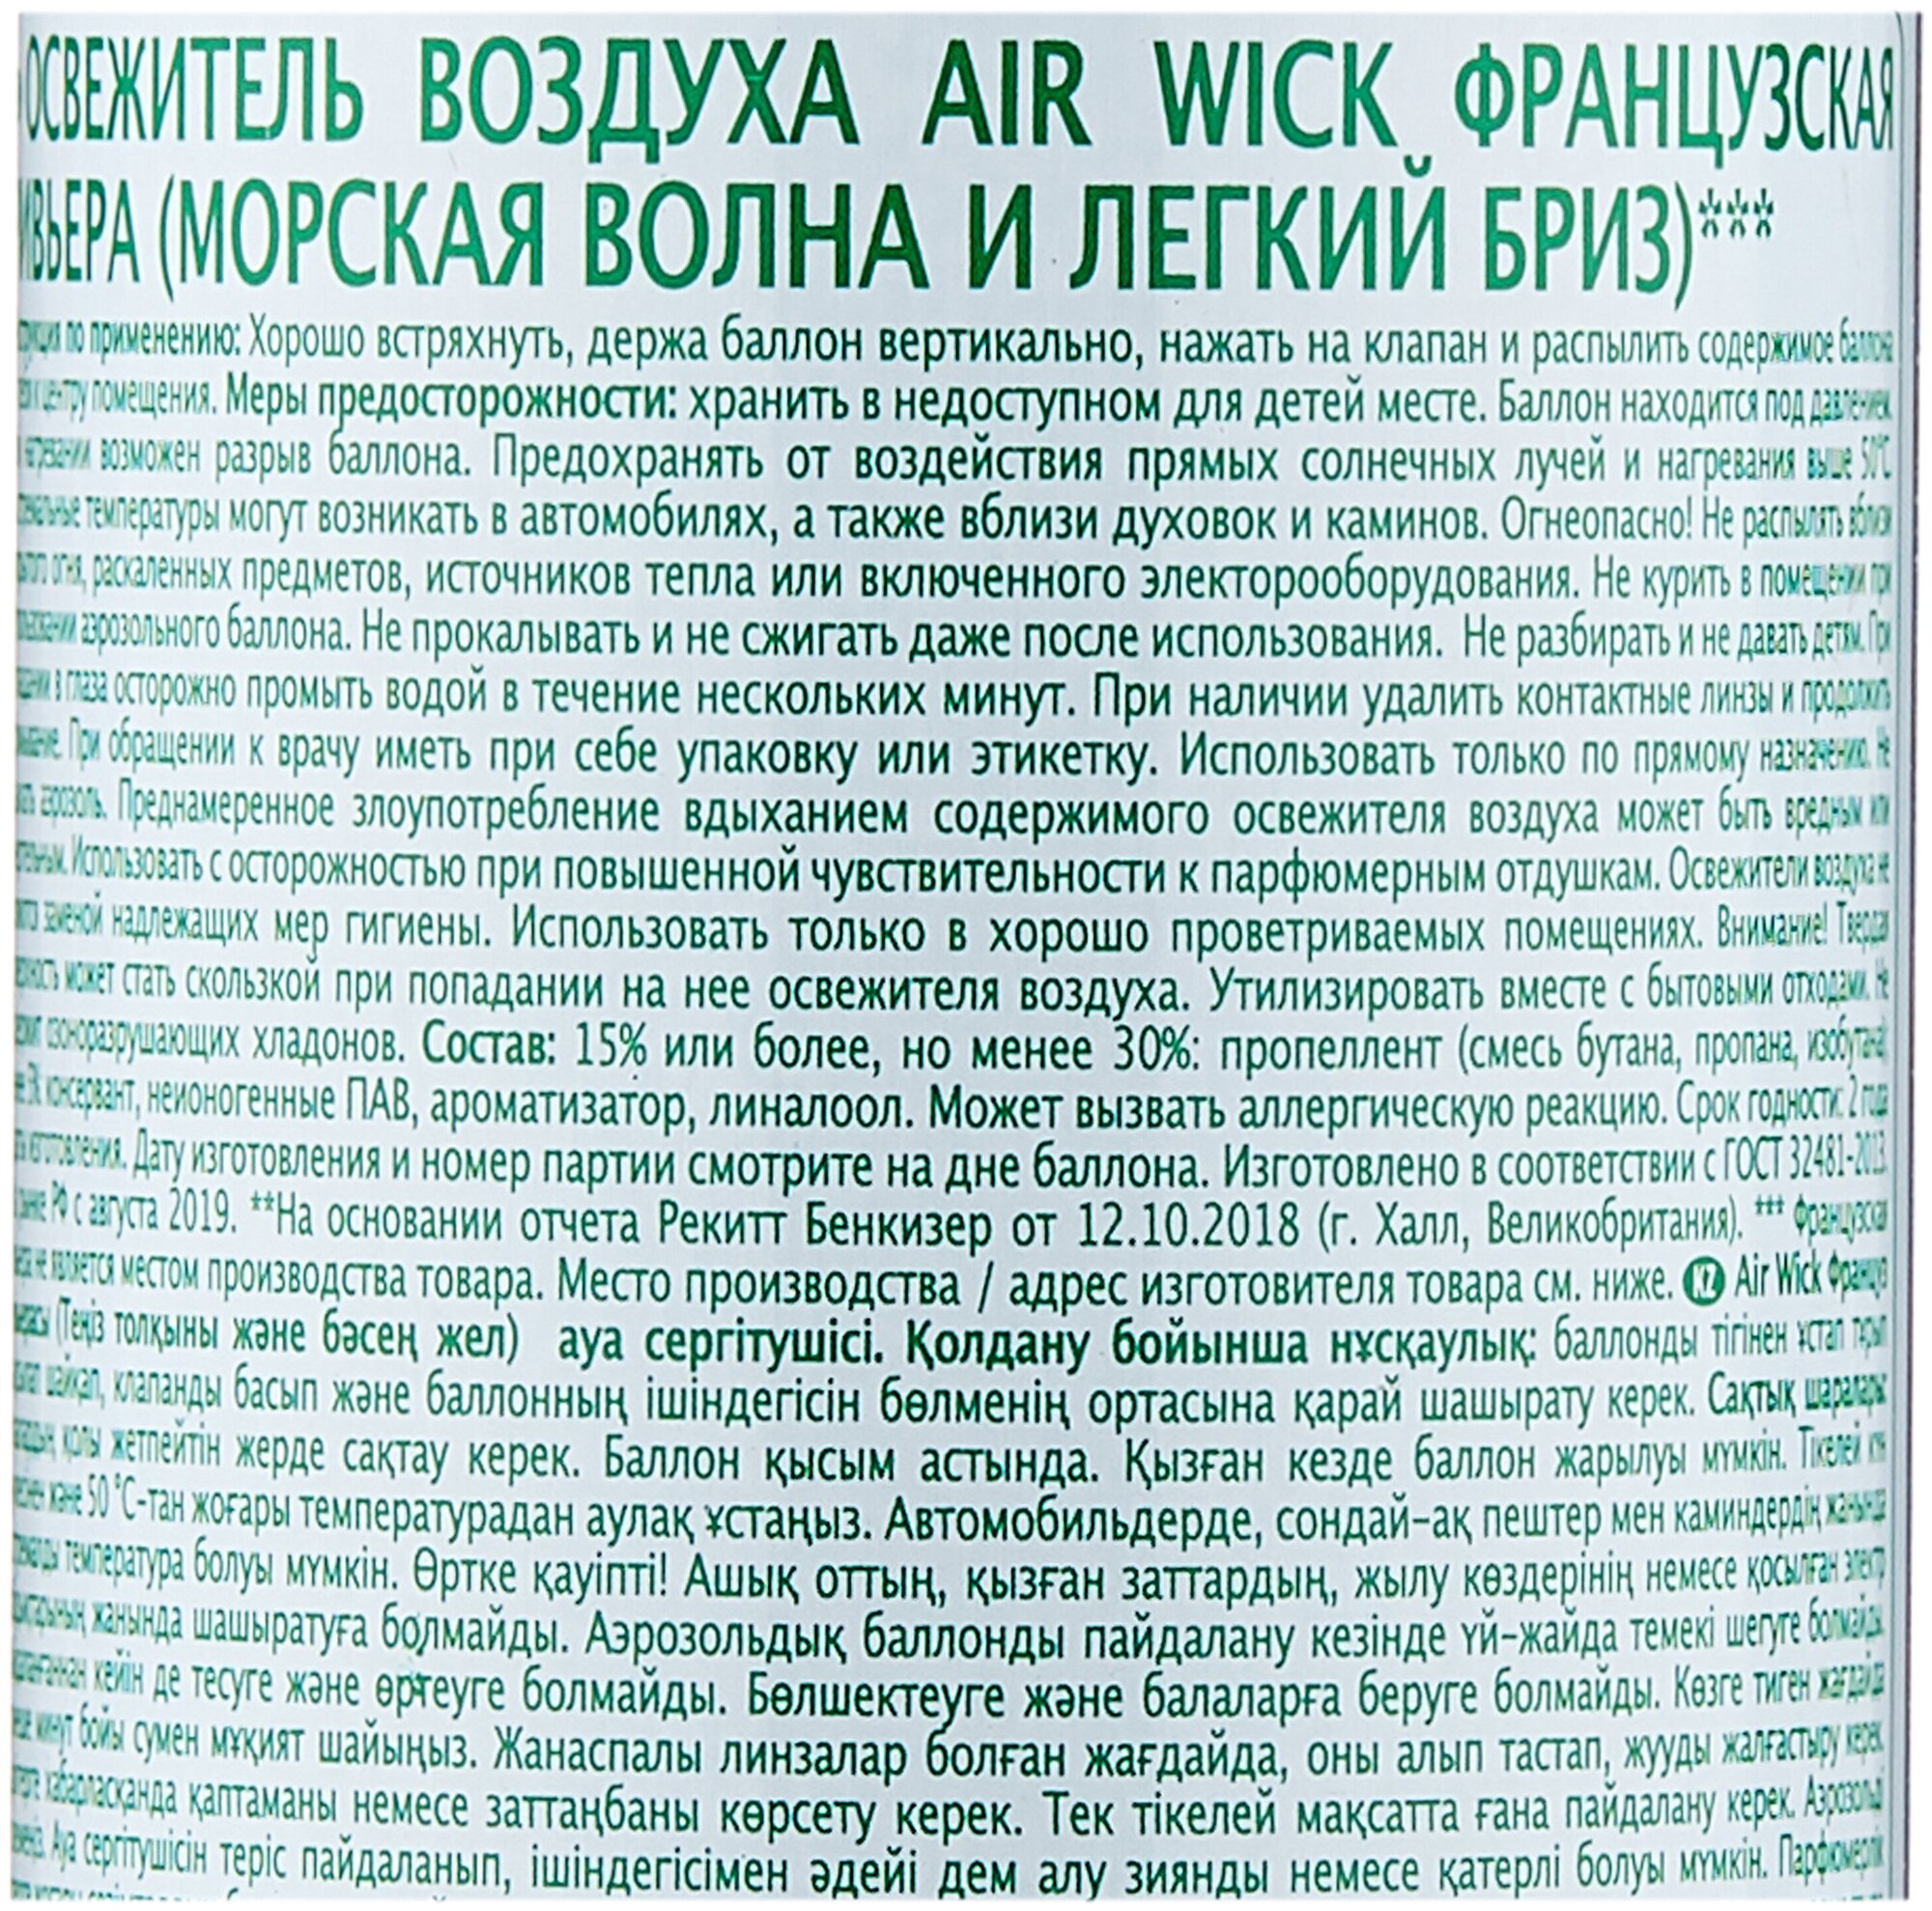 ОСВЕЖИТЕЛЬ ВОЗДУХА AIR WICK ФРАНЦУЗСКАЯ
ИВЬЕРА (МОРСКАЯ ВОЛНА И ЛЕГКИЙ БРИЗ)***
по применению: Хорошо встряхнуть, держа баллон вертикально, нажать на клапан и распылить содержимое баллона
к центру помещения. Меры предосторожности: хранить в недоступном для детей месте. Баллон находится под давлением.
нагревании возможен разрыв баллона. Предохранять от воздействия прямых солнечных лучей и нагревания выше 50°C
температуры могут возникать в автомобилях, а также вблизи духовок и каминов. Огнеопасно! Не распылять вблизи
огня, раскаленных предметов, источников тепла или включенного электорооборудования. Не курить в помещении при
аэрозольного баллона. Не прокалывать и не сжигать даже после использования. Не разбирать и не давать детям. При
в глаза осторожно промыть водой в течение нескольких минут. При наличии удалить контактные линзы и продолжить
При обращении к врачу иметь при себе упаковку или этикетку. Использовать только по прямому назначению. Не
аэрозоль. Преднамеренное злоупотребление вдыханием содержимого освежителя воздуха может быть вредным или
Использовать с осторожностью при повышенной чувствительности к парфюмерным отдушкам. Освежители воздуха не
заменой надлежащих мер гигиены. Использовать только в хорошо проветриваемых помещениях. Внимание! Твердая
может стать скользкой при попадании на нее освежителя воздуха. Утилизировать вместе с бытовыми отходами. Не
озоноразрушающих хладонов. Состав: 15% или более, но менее 30%: пропеллент (смесь бутана, пропана, изобутана)
консервант, неионогенные ПАВ, ароматизатор, линалоол. Может вызвать аллергическую реакцию. Срок годности: 2 года
изготовления. Дату изготовления и номер партии смотрите на дне баллона. Изготовлено в соответствии с ГОСТ 32481-2013.
РФ с августа 2019. **На основании отчета Рекитт Бенкизер от 12.10.2018 (г. Халл, Великобритания). *** Французская
не является местом производства товара. Место производства / адрес изготовителя товара см. ниже. KZ Air Wick Француз
(Теңіз толқыны және бәсең жел) ауа сергітушісі. Қолдану бойынша нұсқаулық: баллонды тігінен ұстап тұрып
шайқап, клапанды басып және баллонның ішіндегісін бөлменің ортасына қарай шашырату керек. Сақтық шаралары:
қолы жетпейтін жерде сақтау керек. Баллон қысым астында. Қызған кезде баллон жарылуы мүмкін. Тікелей күн
және 50 °C-тан жоғары температурадан аулақ ұстаңыз. Автомобильдерде, сондай-ақ пештер мен каминдердің жанында
температура болуы мүмкін. Өртке қауіпті! Ашық оттың, қызған заттардың, жылу көздерінің немесе қосылған электр
жанында шашыратуға болмайды. Аэрозольдық баллонды пайдалану кезінде үй-жайда темекі шегуге болмайды.
кейін де тесуге және өртеуге болмайды. Бөлшектеуге және балаларға беруге болмайды. Көзге тиген жағдайда
минут бойы сумен мұқият шайыңыз. Жанаспалы линзалар болған жағдайда, оны алып тастап, жууды жалғастыру керек.
хабарласқанда қаптаманы немесе заттаңбаны көрсету керек. Тек тікелей мақсатта ғана пайдалану керек. Аэрозольді
Ауа сергітушісін теріс пайдаланып, ішіндегісімен әдейі дем алу зиянды немесе қатерлі болуы мүмкін. Парфюмерлік